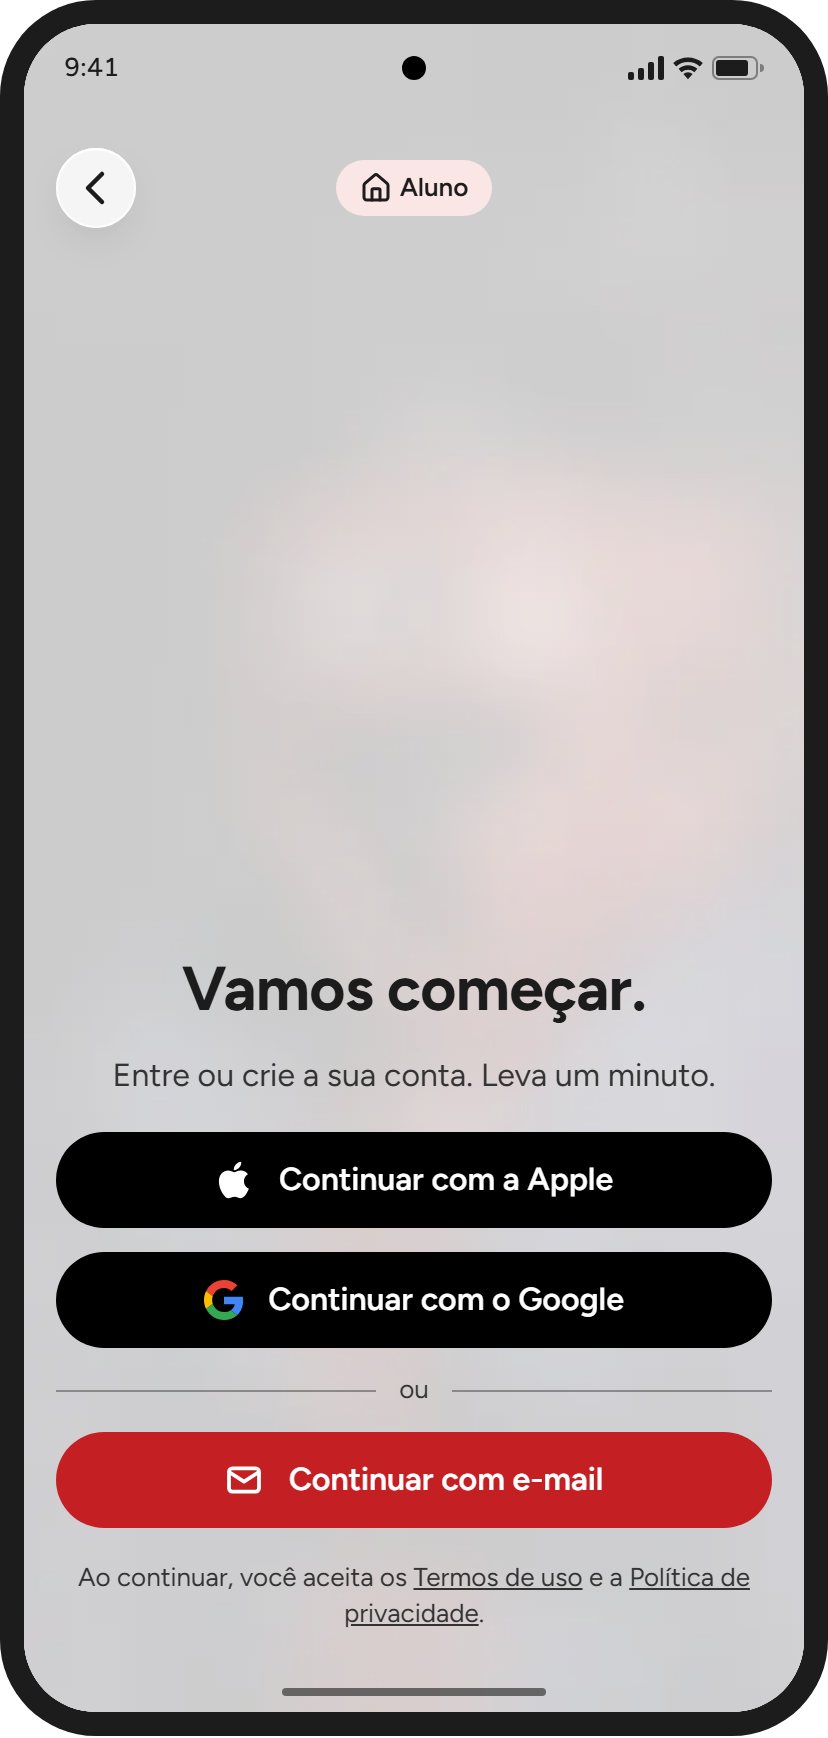 9:41
Aluno
Vamos começar.
Entre ou crie a sua conta. Leva um minuto.
Continuar com a Apple
Continuar com o Google
ou
Continuar com e-mail
Ao continuar, você aceita os Termos de uso e a Política de
privacidade.